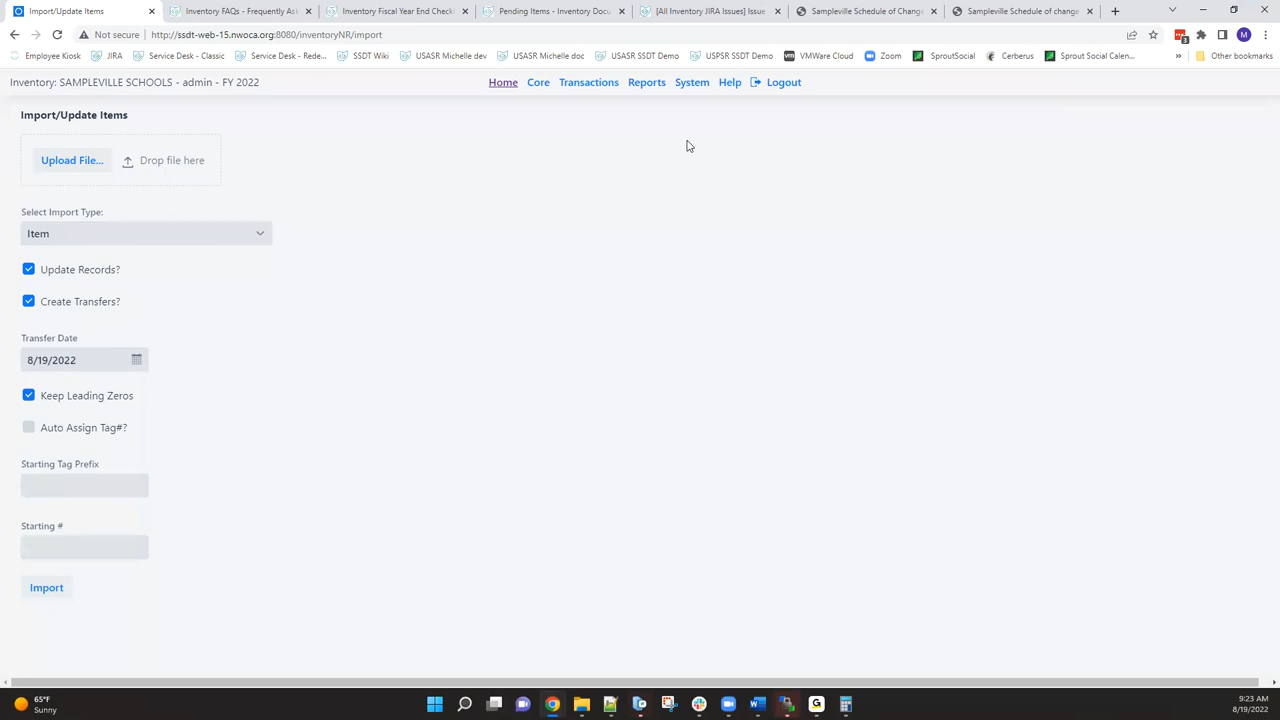 Import/Update Items
Inventory FAQs - Frequently Ask
Inventory Fiscal Year End Checkl
Pending Items - Inventory Docu
[All Inventory JIRA Issues] Issue
Sampleville Schedule of Change
Sampleville Schedule of change
Not secure
http://ssdt-web-15.nwoca.org:8080/inventoryNR/import
3
M
Employee Kiosk
JIRA
Service Desk - Classic
Service Desk - Rede...
SSDT Wiki
USASR Michelle dev
USASR Michelle doc
USASR SSDT Demo
USPSR SSDT Demo
vm VMWare Cloud
Zoom
SproutSocial
Cerberus
Sprout Social Calen...
»
Other bookmarks
Inventory: SAMPLEVILLE SCHOOLS - admin - FY 2022
Home Core Transactions Reports System Help Logout
Import/Update Items
Upload File... Drop file here
Select Import Type:
Item
Update Records?
Create Transfers?
Transfer Date
8/19/2022
Keep Leading Zeros
Auto Assign Tag#?
Starting Tag Prefix
Starting #
Import
65°F
Sunny
9:23 AM
8/19/2022